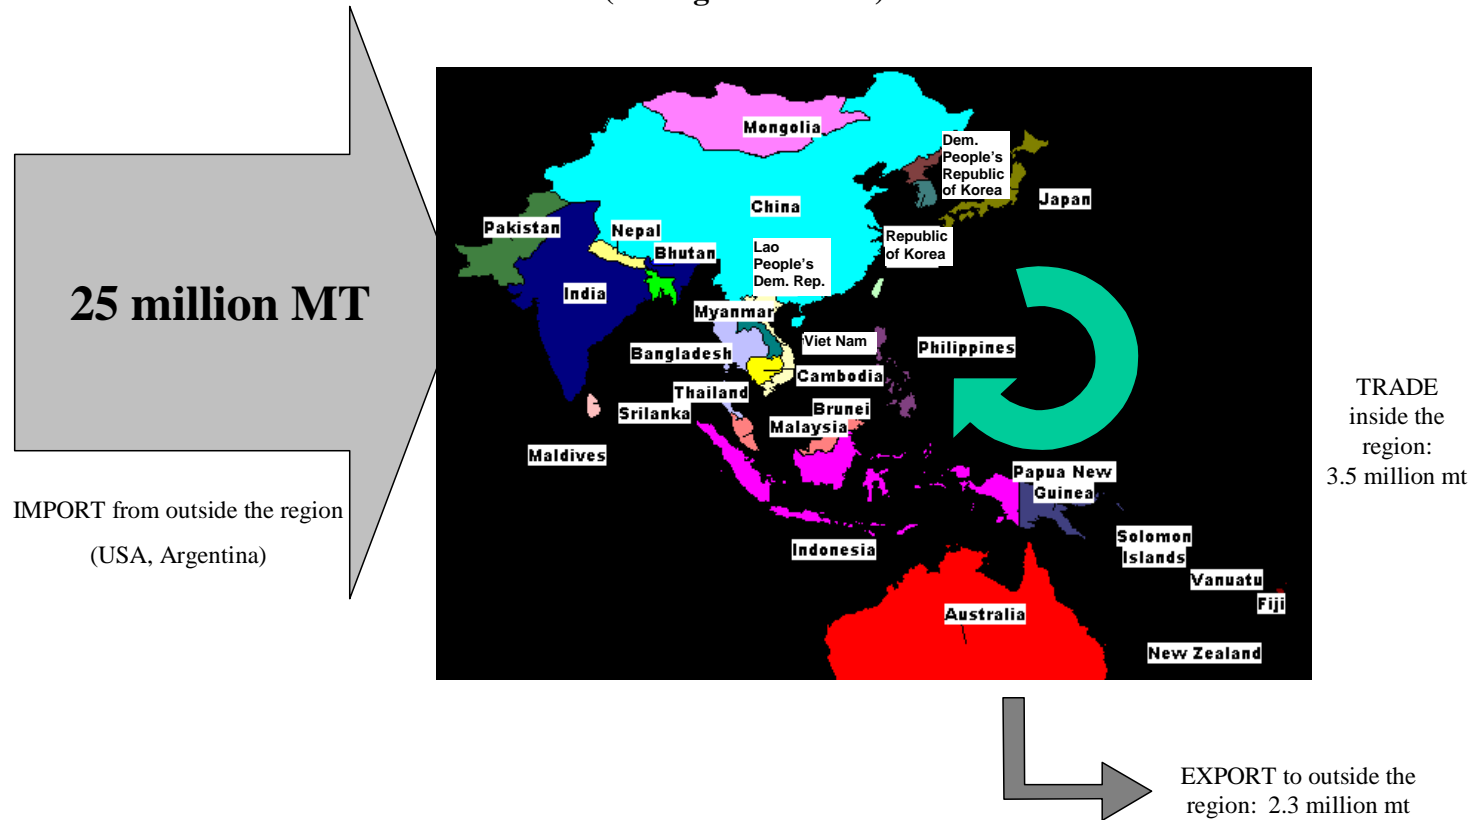 25 million MT
IMPORT from outside the region
(USA, Argentina)
Mongolia
Dem.
People's
Republic
of Korea
Japan
China
Pakistan
Nepal
Bhutan
Republic
of Korea
Lao
People's
Dem. Rep.
India
Myanmar
Viet Nam
Philippines
Bangladesh
Cambodia
Thailand
Srilanka
Brunei
Malaysia
Maldives
Papua New
Guinea
Indonesia
Solomon
Islands
Vanuatu
Fiji
Australia
New Zealand
TRADE
inside the
region:
3.5 million mt
EXPORT to outside the
region: 2.3 million mt